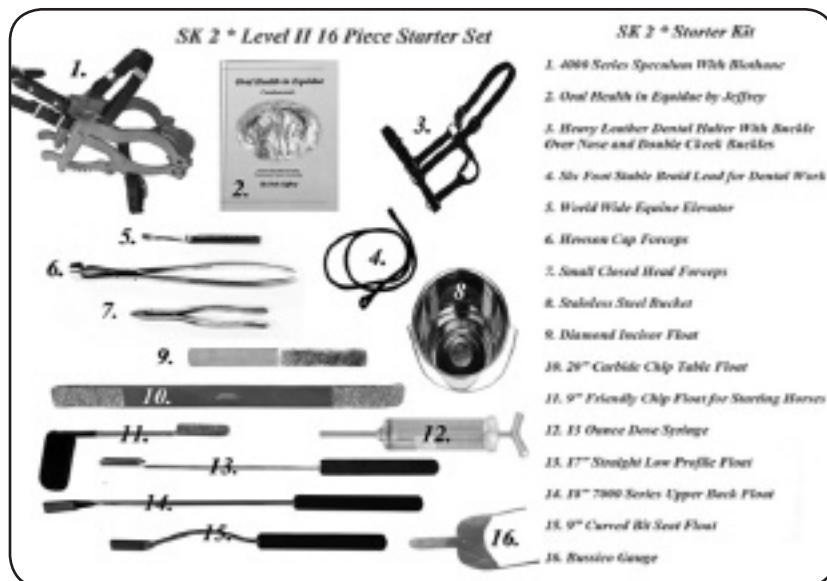 SK 2 * Level II 16 Piece Starter Set
SK 2 * Starter Kit
1.
2.
3.
4.
5.
6.
7.
8
9.
10.
11.
12.
13.
14.
15.
16.
Oral Health in Equidae
1. 4000 Series Speculum With Biothane
2. Oral Health in Equidae by Jeffrey
3. Heavy Leather Dental Halter With Buckle
Over Nose and Double Cheek Buckles
4. Six Foot Stable Braid Lead for Dental Work
5. World Wide Equine Elevator
6. Hewson Cap Forceps
7. Small Closed Head Forceps
8. Stainless Steel Bucket
9. Diamond Incisor Float
10. 20" Carbide Chip Table Float
11. 9" Friendly Chip Float for Starting Horses
12. 15 Ounce Dose Syringe
13. 17" Straight Low Profile Float
14. 18" 7000 Series Upper Back Float
15. 9" Curved Bit Seat Float
16. Gauge